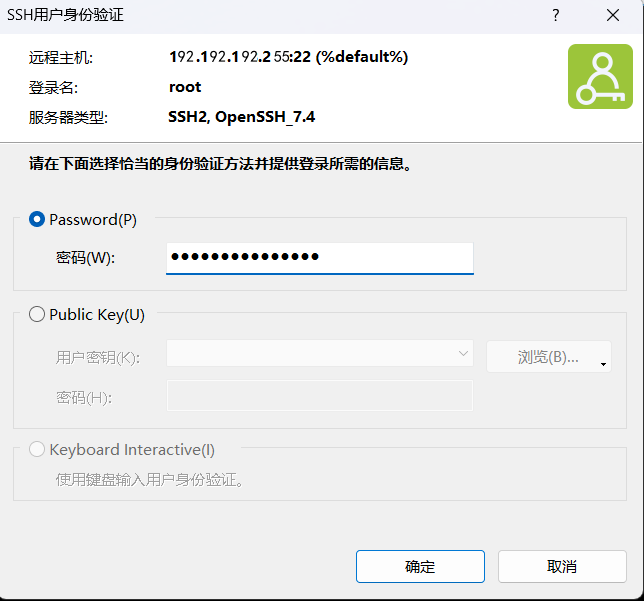 SSH用户身份验证
远程主机: 192.192.192.255:22 (%default%)
登录名: root
服务器类型: SSH2, OpenSSH_7.4
请在下面选择恰当的身份验证方法并提供登录所需的信息。
Password(P)
密码(W): ●●●●●●●●●●●●●●●
Public Key(U)
用户密钥(K): 浏览(B)...
密码(H):
Keyboard Interactive(I)
使用键盘输入用户身份验证。
确定 取消